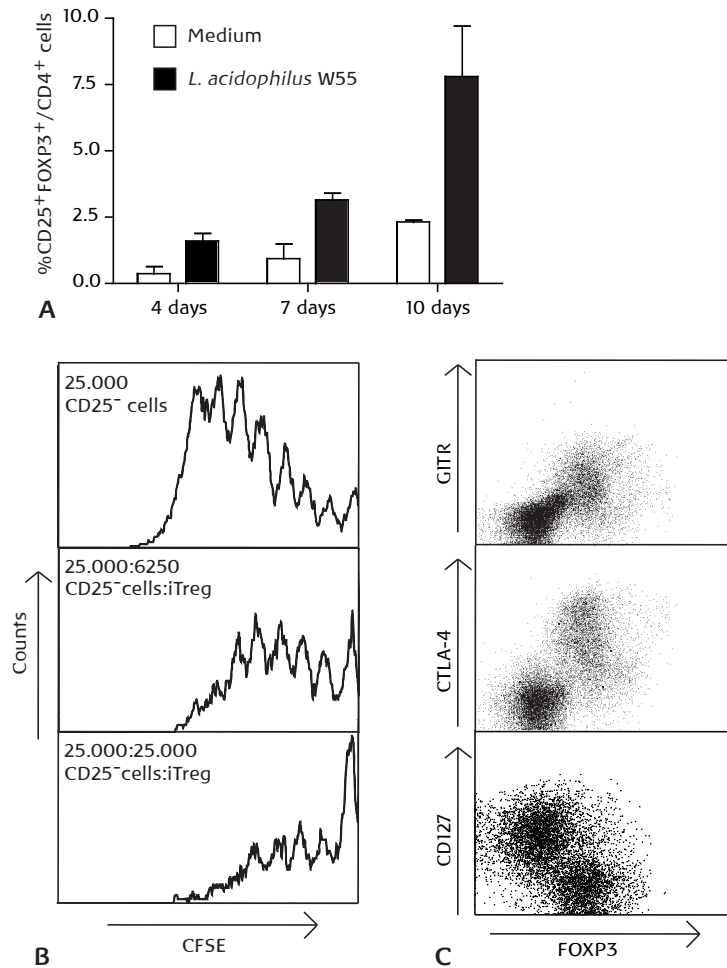 10.0
7.5
5.0
2.5
0.0
%CD25⁺FOXP3⁺/CD4⁺ cells
Medium
L. acidophilus W55
4 days
7 days
10 days
A
25.000
CD25⁻ cells
25.000:6250
CD25⁻cells:iTreg
25.000:25.000
CD25⁻cells:iTreg
Counts
CFSE
B
GITR
CTLA-4
CD127
FOXP3
C